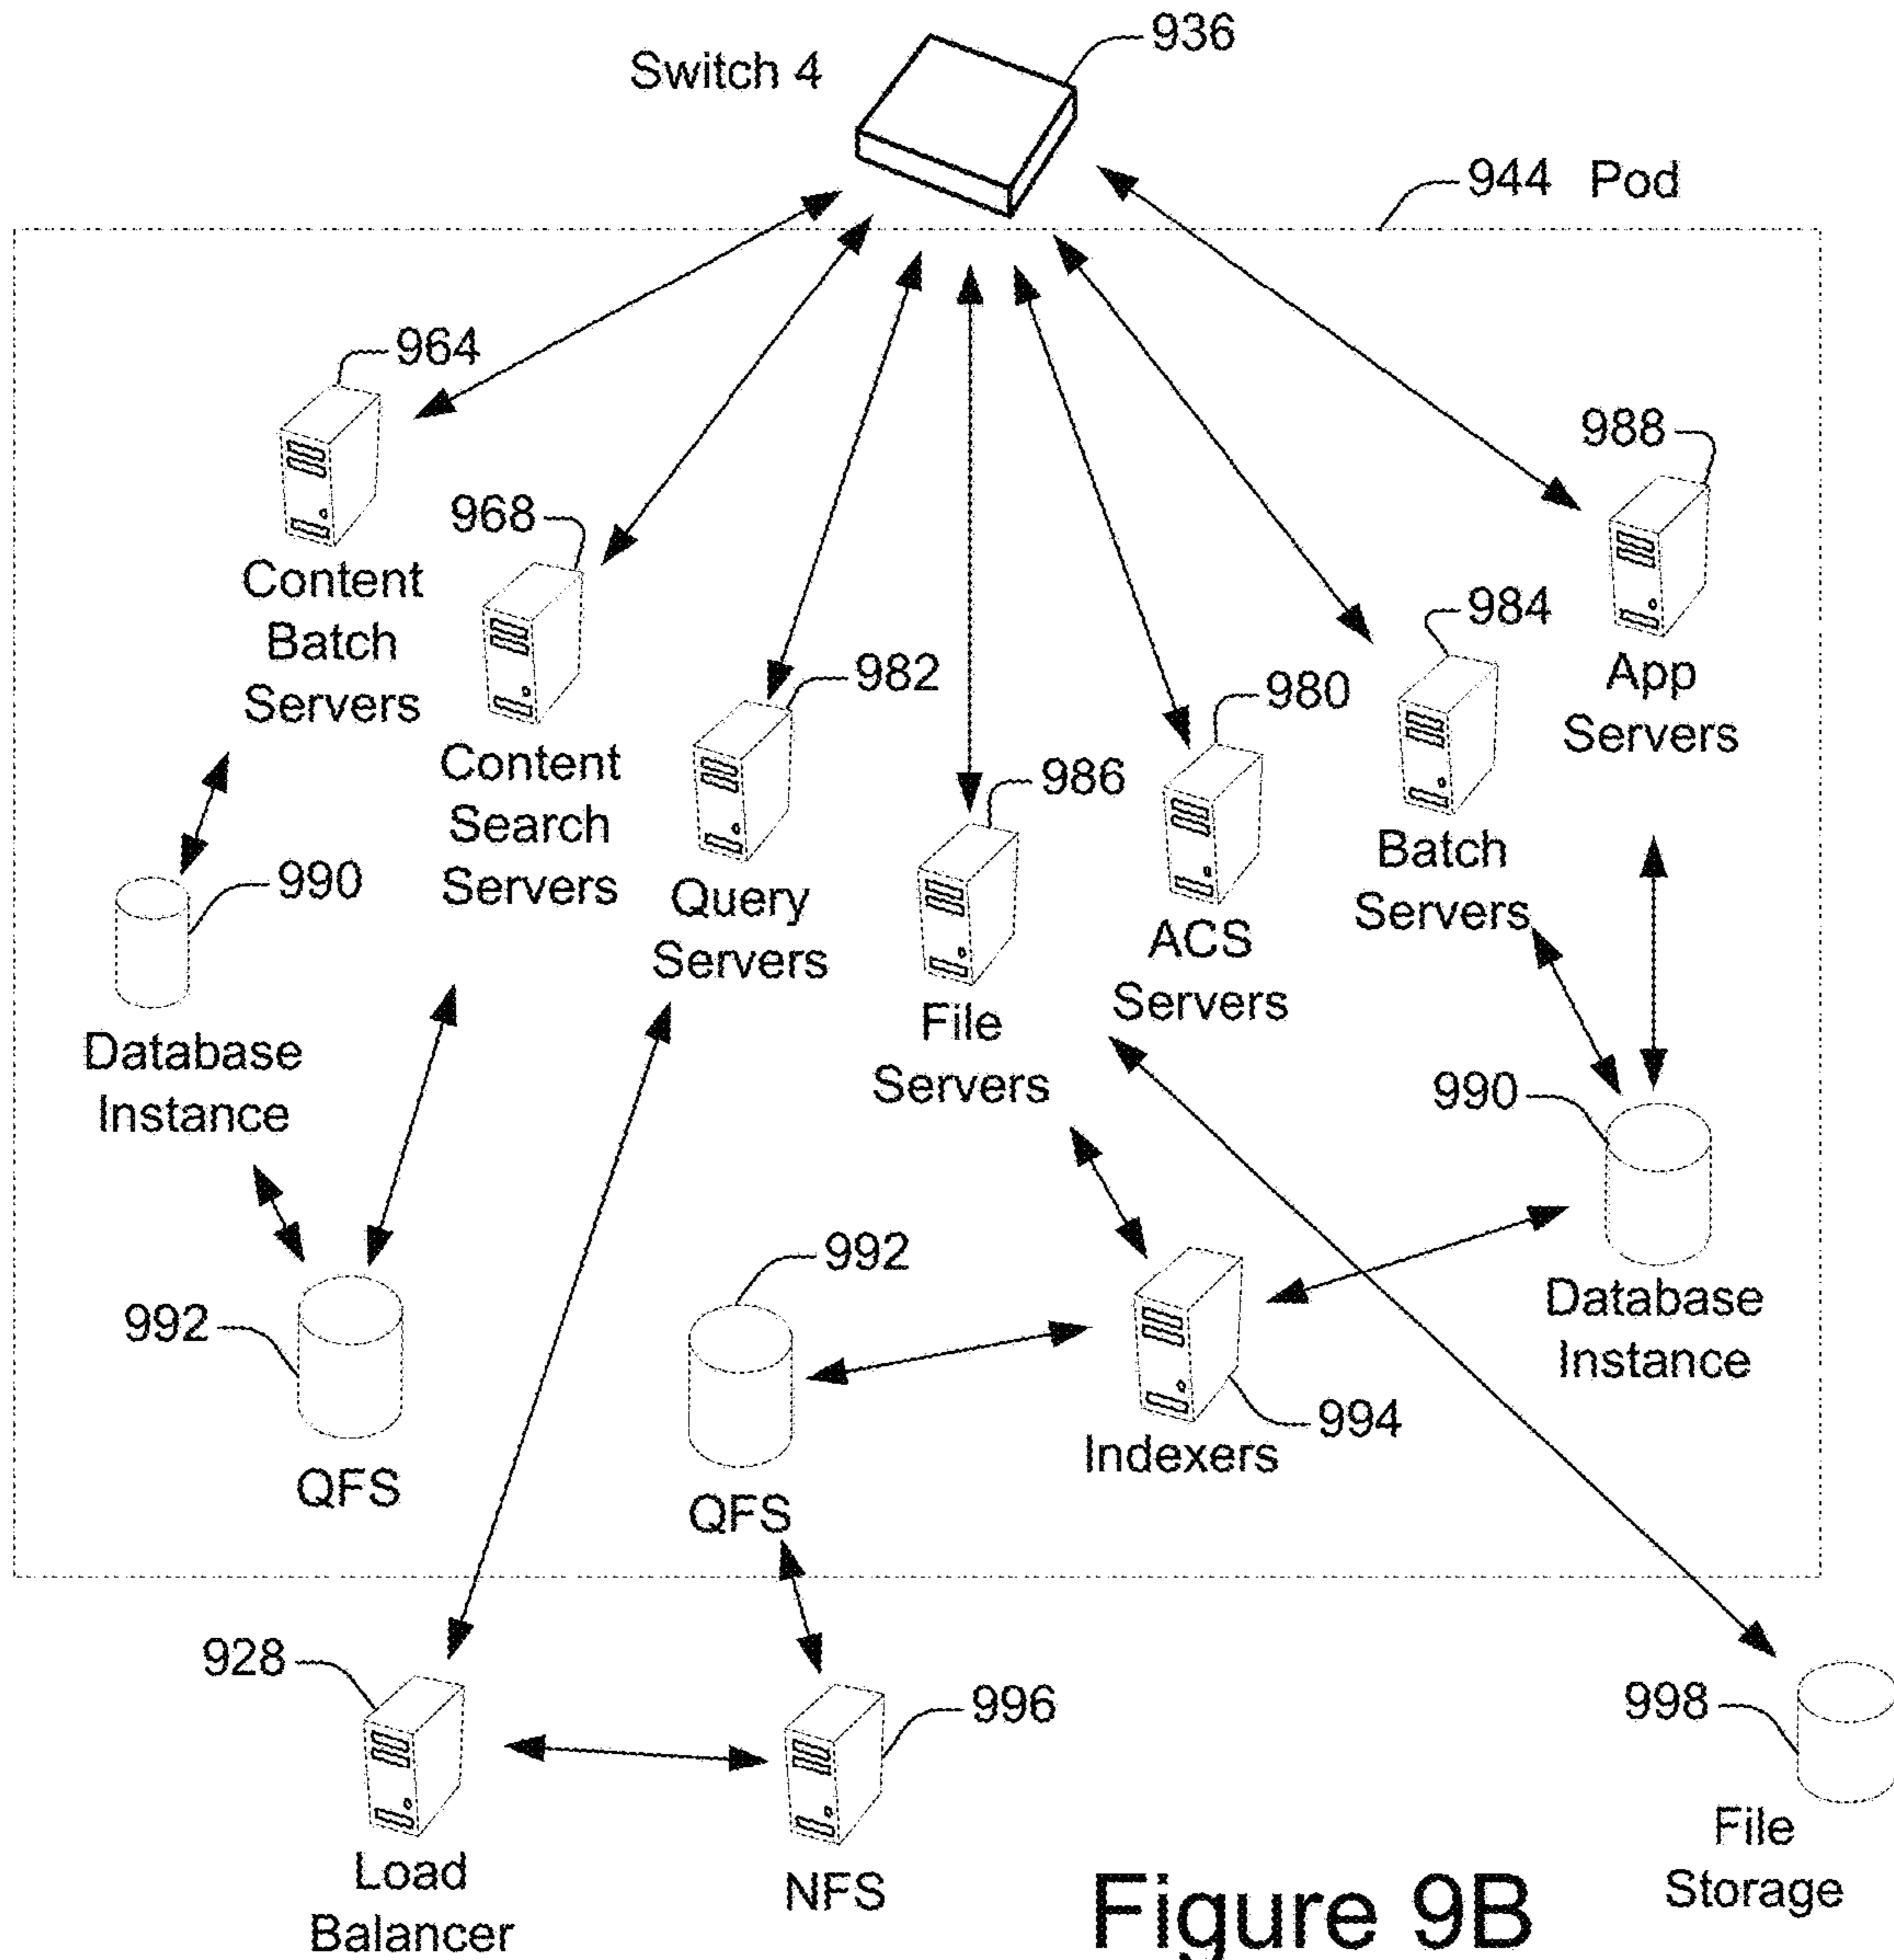 936
Switch 4
944 Pod
964
Content
Batch
Servers
968
Content
Search
Servers
982
Query
Servers
986
File
Servers
980
ACS
Servers
984
Batch
Servers
988
App
Servers
990
Database
Instance
990
Database
Instance
992
QFS
992
QFS
994
Indexers
928
Load
Balancer
996
NFS
998
File
Storage
Figure 9B